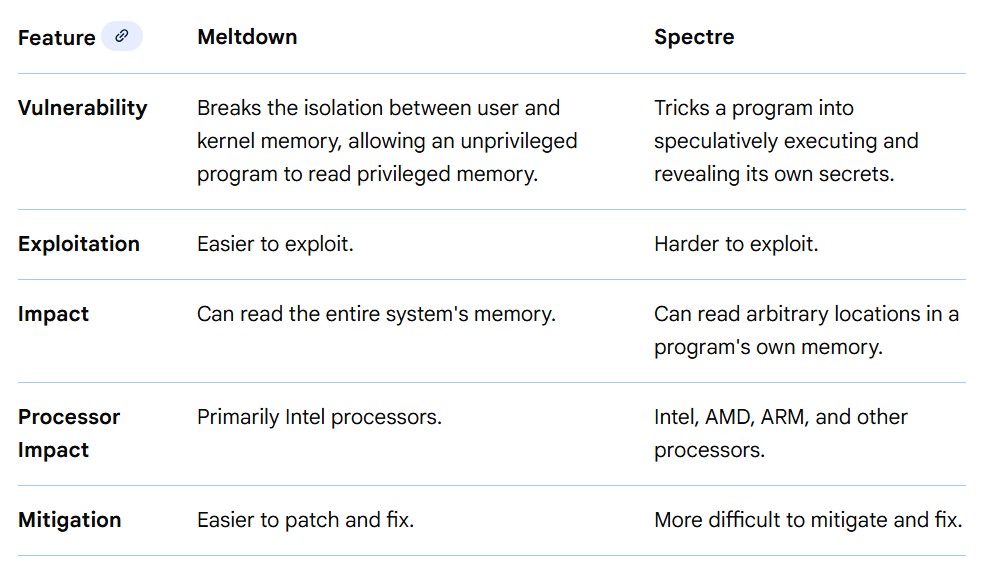 Feature Meltdown Spectre
Vulnerability Breaks the isolation between user and Tricks a program into
kernel memory, allowing an unprivileged speculatively executing and
program to read privileged memory. revealing its own secrets.
Exploitation Easier to exploit. Harder to exploit.
Impact Can read the entire system's memory. Can read arbitrary locations in a
program's own memory.
Processor Primarily Intel processors. Intel, AMD, ARM, and other
Impact processors.
Mitigation Easier to patch and fix. More difficult to mitigate and fix.